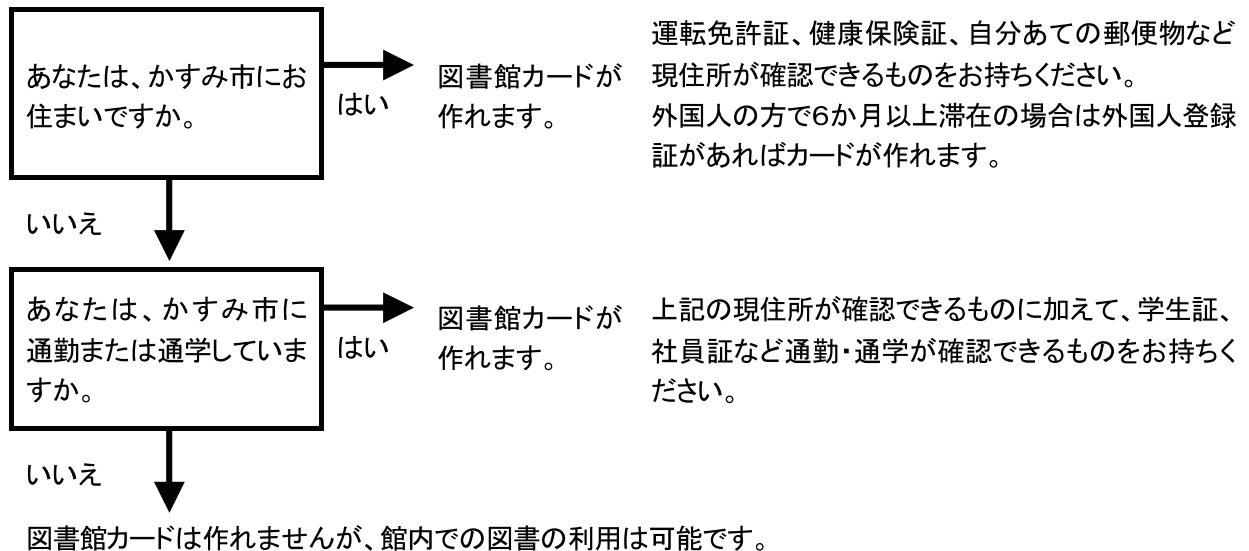 あなたは、かすみ市にお
住まいですか。
はい
図書館カードが
作れます。
運転免許証、健康保険証、自分あての郵便物など
現住所が確認できるものをお持ちください。
外国人の方で6か月以上滞在の場合は外国人登録
証があればカードが作れます。
いいえ
あなたは、かすみ市に
通勤または通学していま
すか。
はい
図書館カードが
作れます。
上記の現住所が確認できるものに加えて、学生証、
社員証など通勤・通学が確認できるものをお持ちく
ださい。
いいえ
図書館カードは作れませんが、館内での図書の利用は可能です。